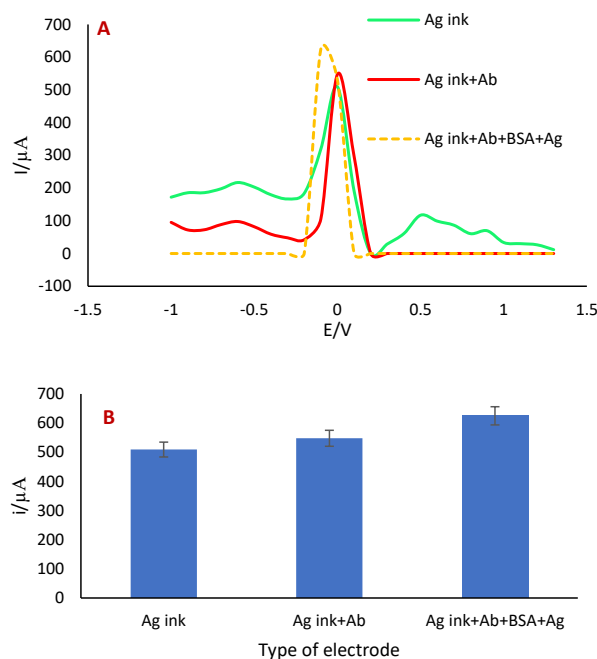 A
I/μA
700
600
500
400
300
200
100
0
-100
-1.5
-1
-0.5
0
0.5
1
1.5
E/V
Ag ink
Ag ink+Ab
Ag ink+Ab+BSA+Ag
B
i/μA
700
600
500
400
300
200
100
0
Ag ink
Ag ink+Ab
Ag ink+Ab+BSA+Ag
Type of electrode